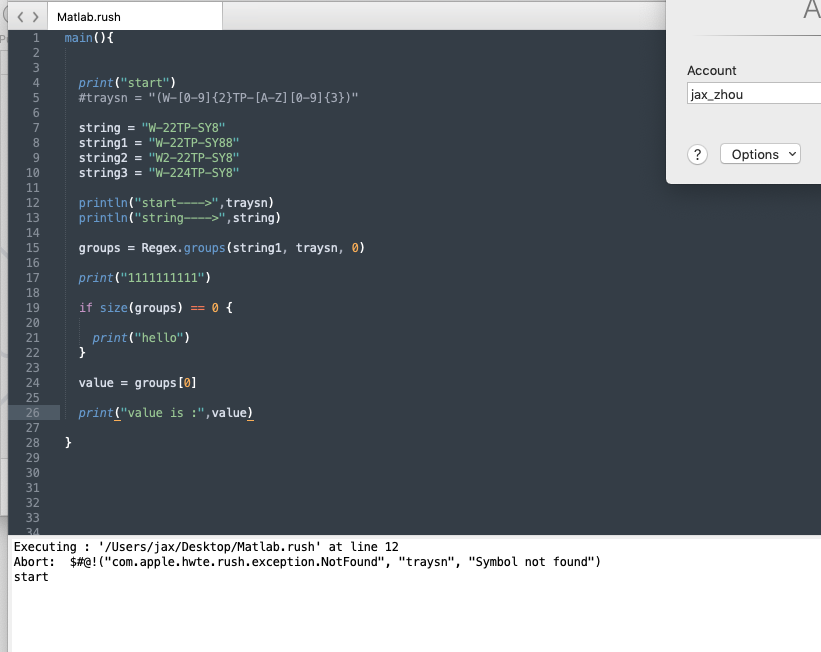 Matlab.rush
1 main(){
2
3
4 print("start")
5 #traysn = "(W-[0-9]{2}TP-[A-Z][0-9]{3})"
6
7 string = "W-22TP-SY8"
8 string1 = "W-22TP-SY88"
9 string2 = "W2-22TP-SY8"
10 string3 = "W-224TP-SY8"
11
12 println("start---->",traysn)
13 println("string---->",string)
14
15 groups = Regex.groups(string1, traysn, 0)
16
17 print("1111111111")
18
19 if size(groups) == 0 {
20
21 print("hello")
22 }
23
24 value = groups[0]
25
26 print("value is :",value)
27
28 }
29
30
31
32
33
34
Account
jax_zhou
?
Options
Executing : '/Users/jax/Desktop/Matlab.rush' at line 12
Abort: $#@!("com.apple.hwte.rush.exception.NotFound", "traysn", "Symbol not found")
start